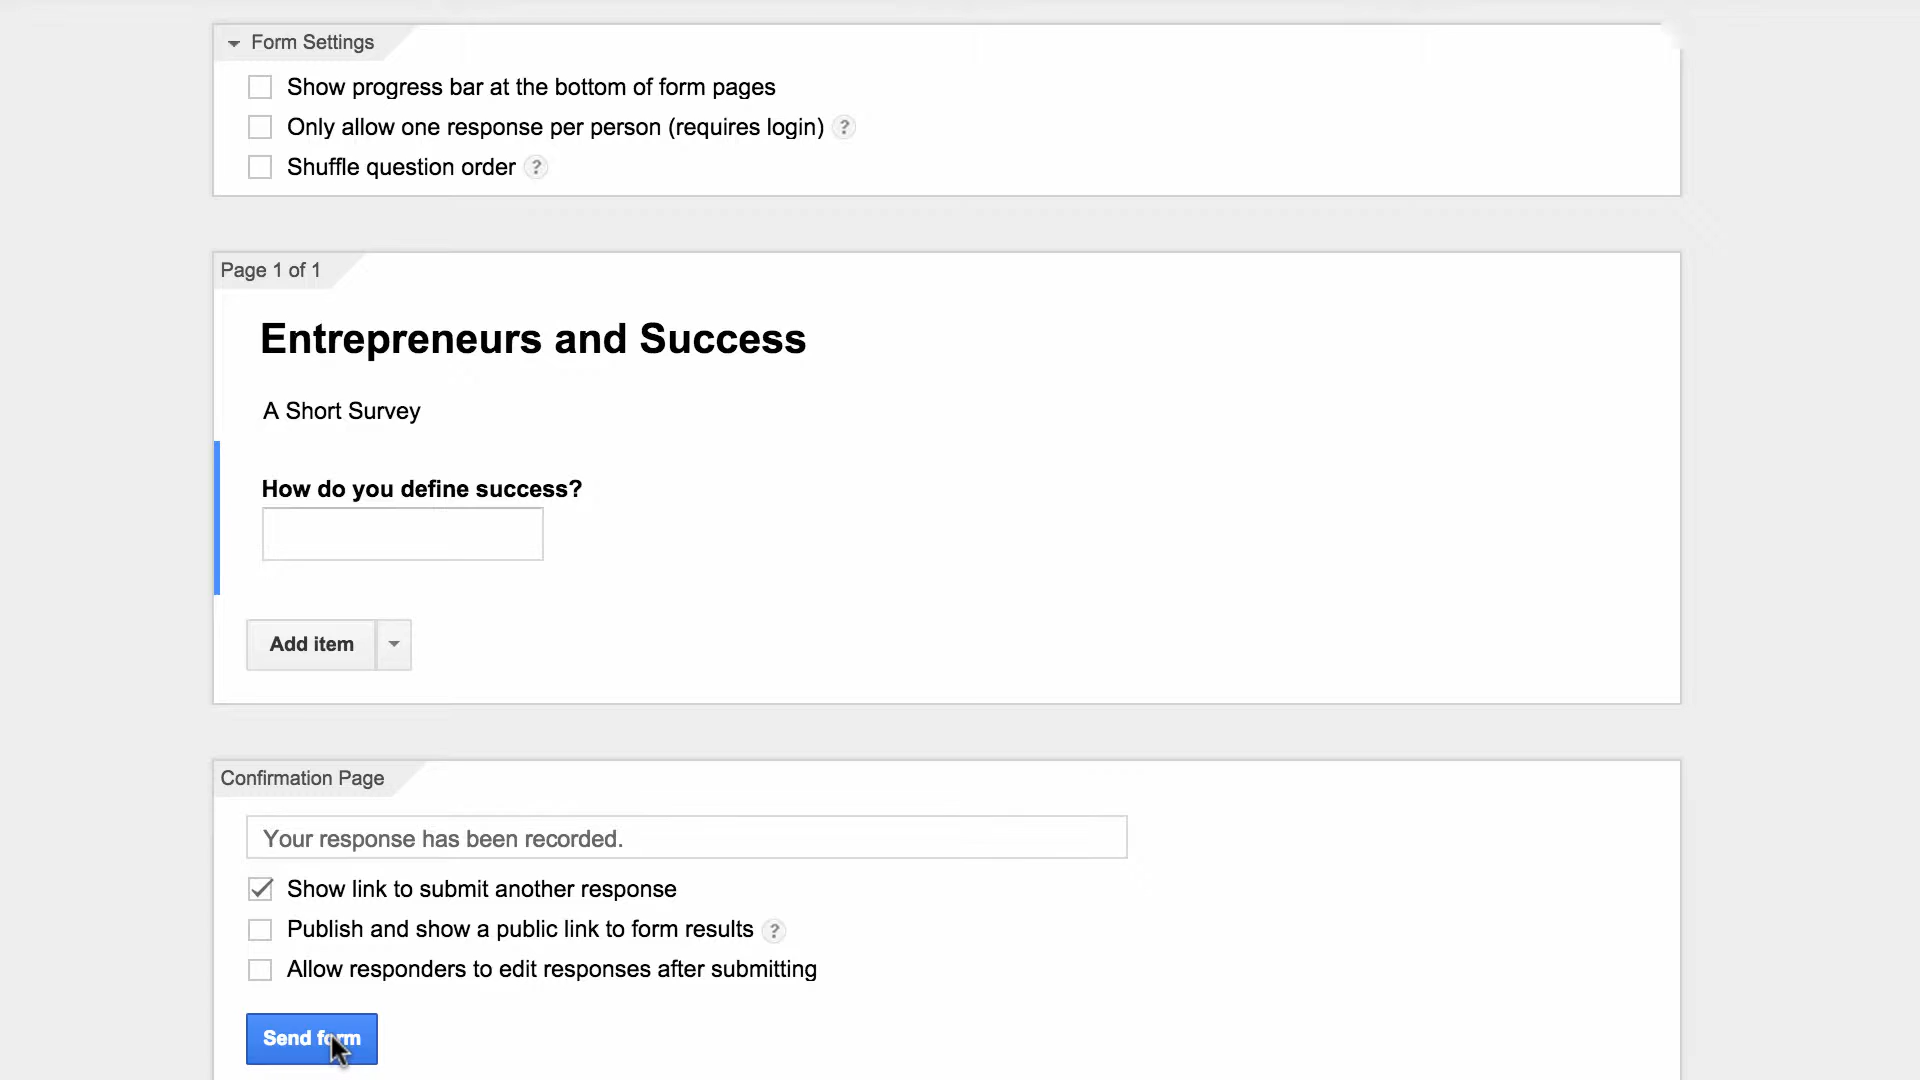 Form Settings
Show progress bar at the bottom of form pages
Only allow one response per person (requires login) ?
Shuffle question order ?
Page 1 of 1
Entrepreneurs and Success
A Short Survey
How do you define success?
Add item
Confirmation Page
Your response has been recorded.
Show link to submit another response
Publish and show a public link to form results ?
Allow responders to edit responses after submitting
Send form